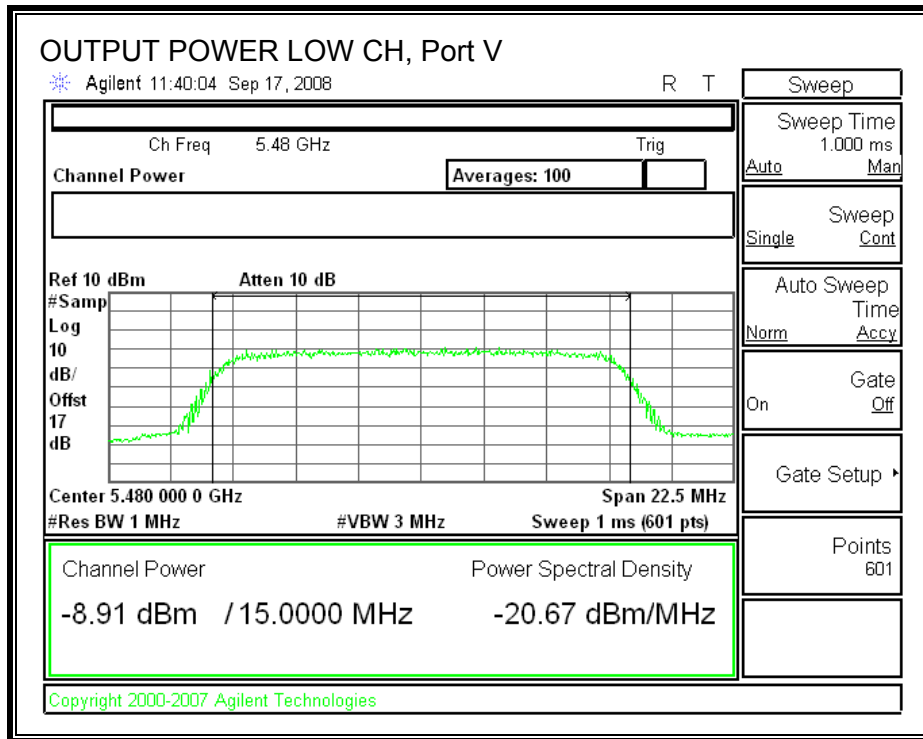 OUTPUT POWER LOW CH, Port V
Agilent 11:40:04 Sep 17, 2008 R T
Sweep
Ch Freq 5.48 GHz Trig
Channel Power Averages: 100
Sweep Time
1.000 ms
Auto Man
Sweep
Single Cont
Ref 10 dBm Atten 10 dB
#Samp
Log
10
dB/
Offst
17
dB
Auto Sweep
Time
Norm Accy
Gate
On Off
Gate Setup
Center 5.480 000 0 GHz Span 22.5 MHz
#Res BW 1 MHz #VBW 3 MHz Sweep 1 ms (601 pts)
Points
601
Channel Power Power Spectral Density
-8.91 dBm / 15.0000 MHz -20.67 dBm/MHz
Copyright 2000-2007 Agilent Technologies